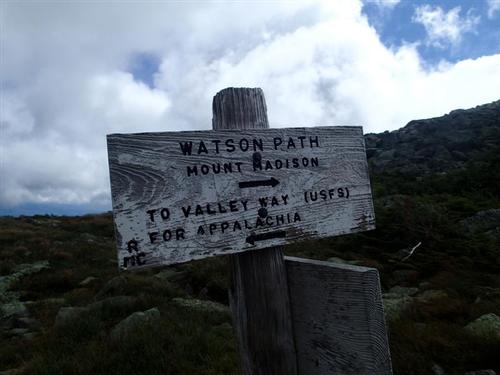 WATSON PATH
MOUNT MADISON
TO VALLEY WAY (USFS)
FOR APPALACHIA
R
MC